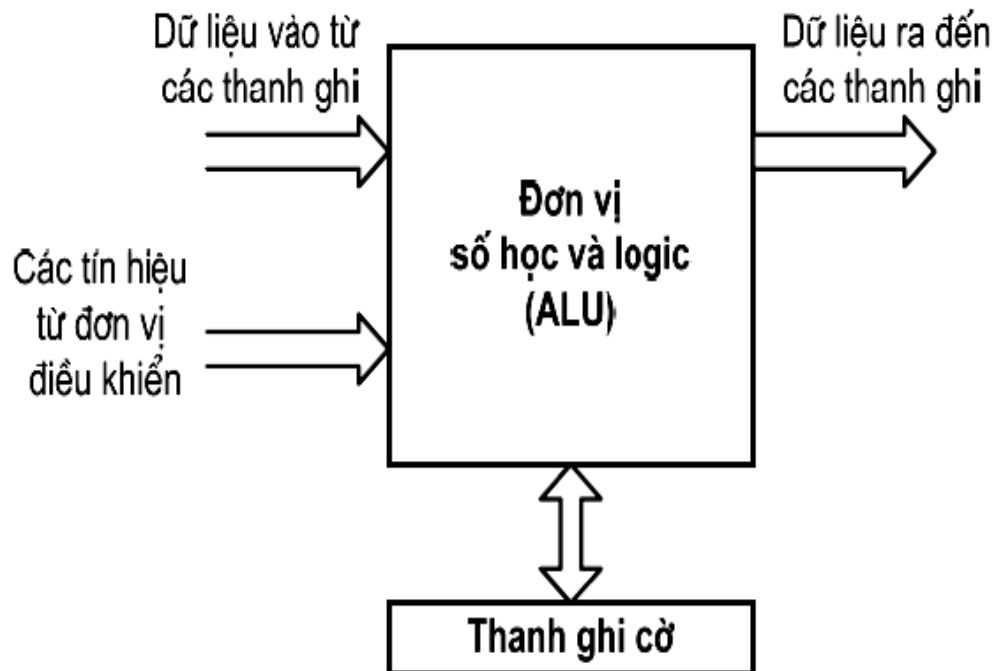 Dữ liệu vào từ
các thanh ghi
Dữ liệu ra đến
các thanh ghi
Đơn vị
số học và logic
(ALU)
Các tín hiệu
từ đơn vị
điều khiển
Thanh ghi cờ